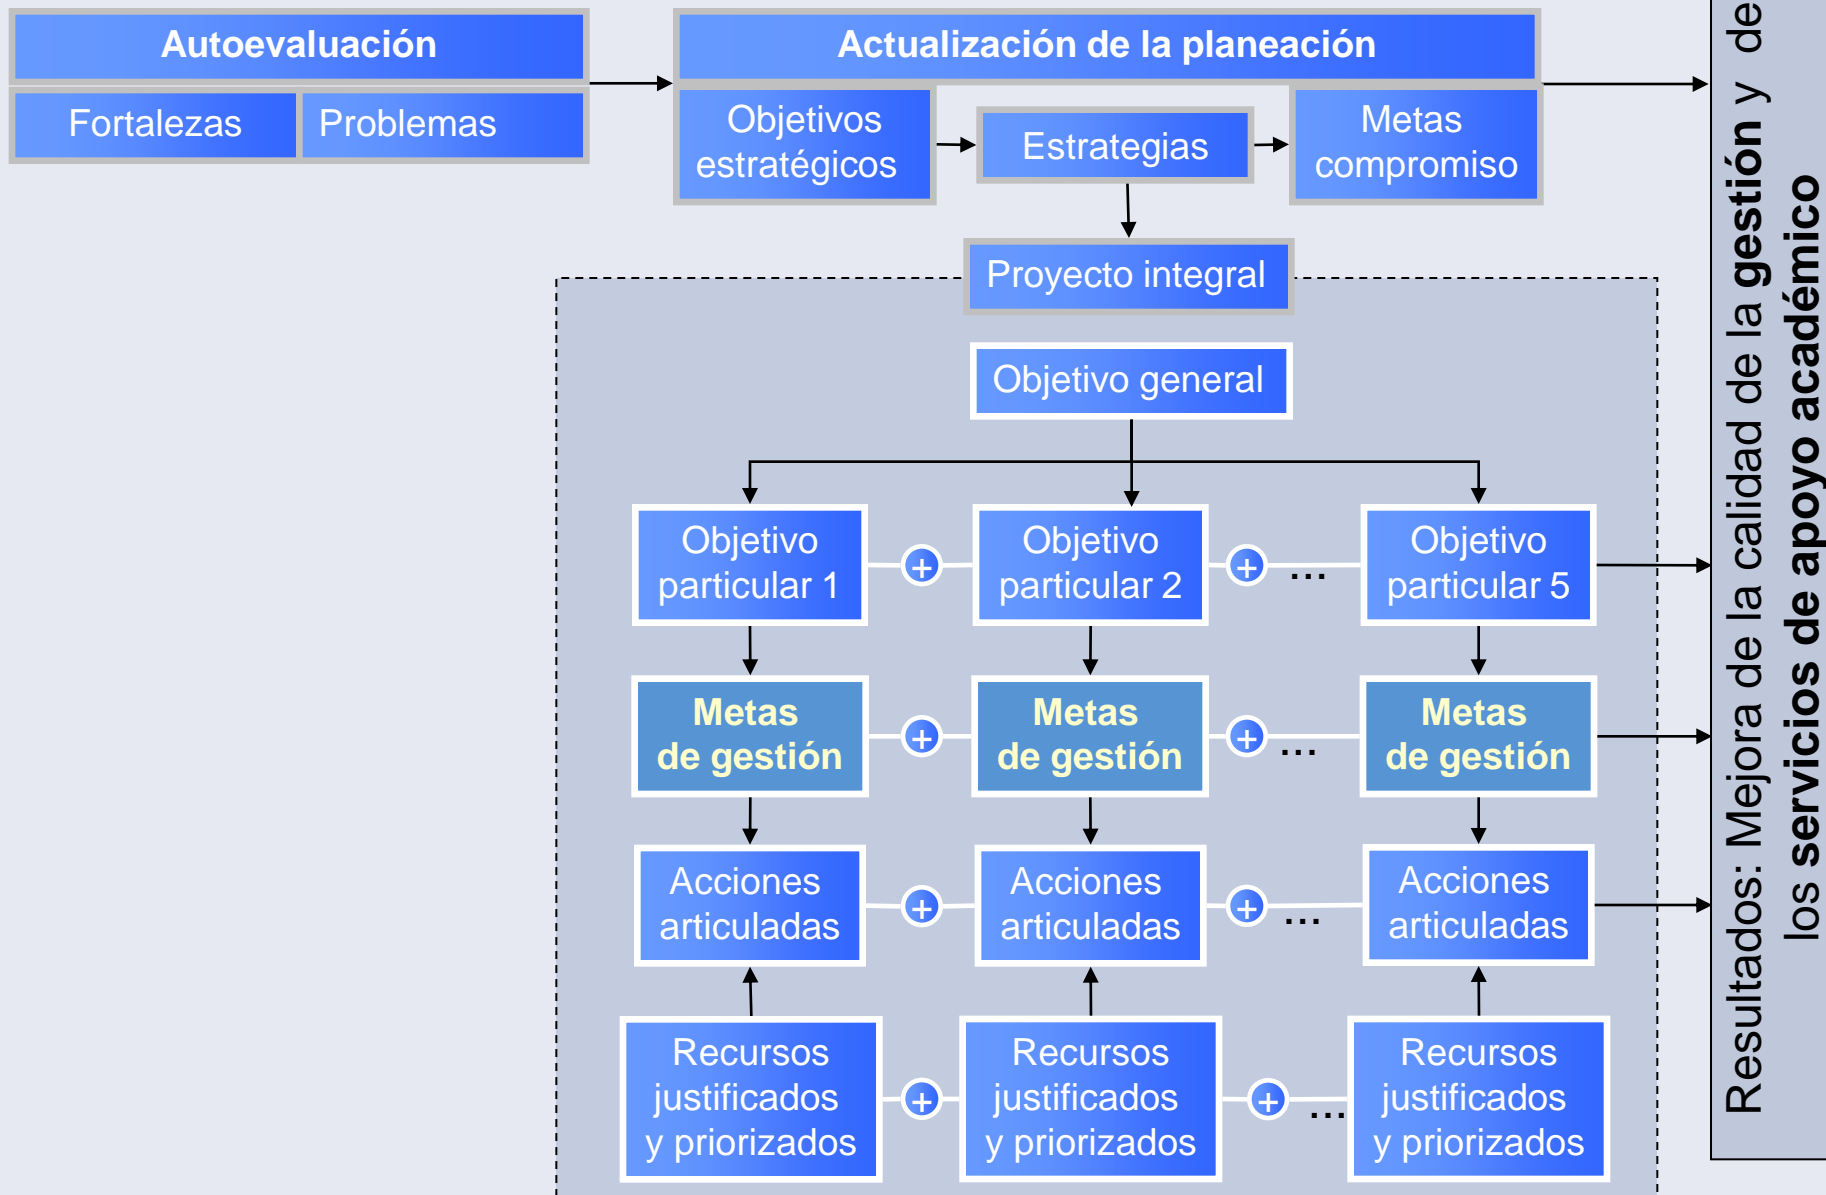 Autoevaluación
Fortalezas
Problemas
Actualización de la planeación
Objetivos
estratégicos
Estrategias
Metas
compromiso
Proyecto integral
Objetivo general
Objetivo
particular 1
+
Objetivo
particular 2
+
...
Objetivo
particular 5
Metas
de gestión
+
Metas
de gestión
+
...
Metas
de gestión
Acciones
articuladas
+
Acciones
articuladas
+
...
Acciones
articuladas
Recursos
justificados
y priorizados
+
Recursos
justificados
y priorizados
+
...
Recursos
justificados
y priorizados
Resultados: Mejora de la calidad de la gestión y de
los servicios de apoyo académico